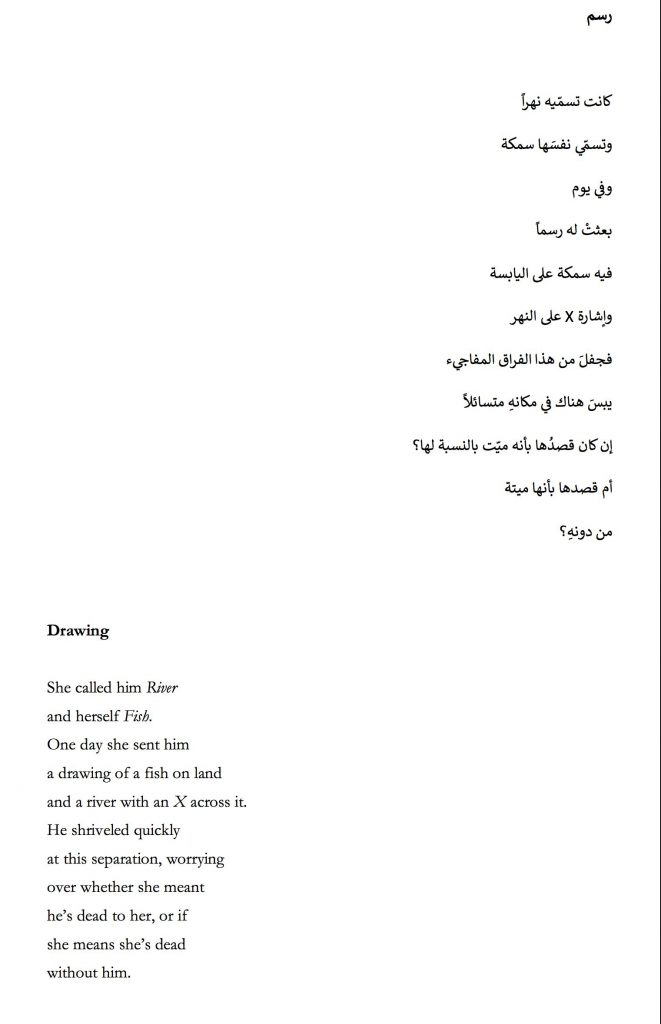 رسم
كانت تسمّيه نهراً
وتسمّي نفسَها سمكة
وفي يوم
بعثتْ له رسماً
فيه سمكة على اليابسة
وإشارة X على النهر
فجفلَ من هذا الفراق المفاجيء
يبسَ هناك في مكانهِ متسائلاً
إن كان قصدُها بأنه ميّت بالنسبة لها؟
أم قصدها بأنها ميتة
من دونهِ؟
Drawing
She called him River
and herself Fish.
One day she sent him
a drawing of a fish on land
and a river with an X across it.
He shriveled quickly
at this separation, worrying
over whether she meant
he’s dead to her, or if
she means she’s dead
without him.